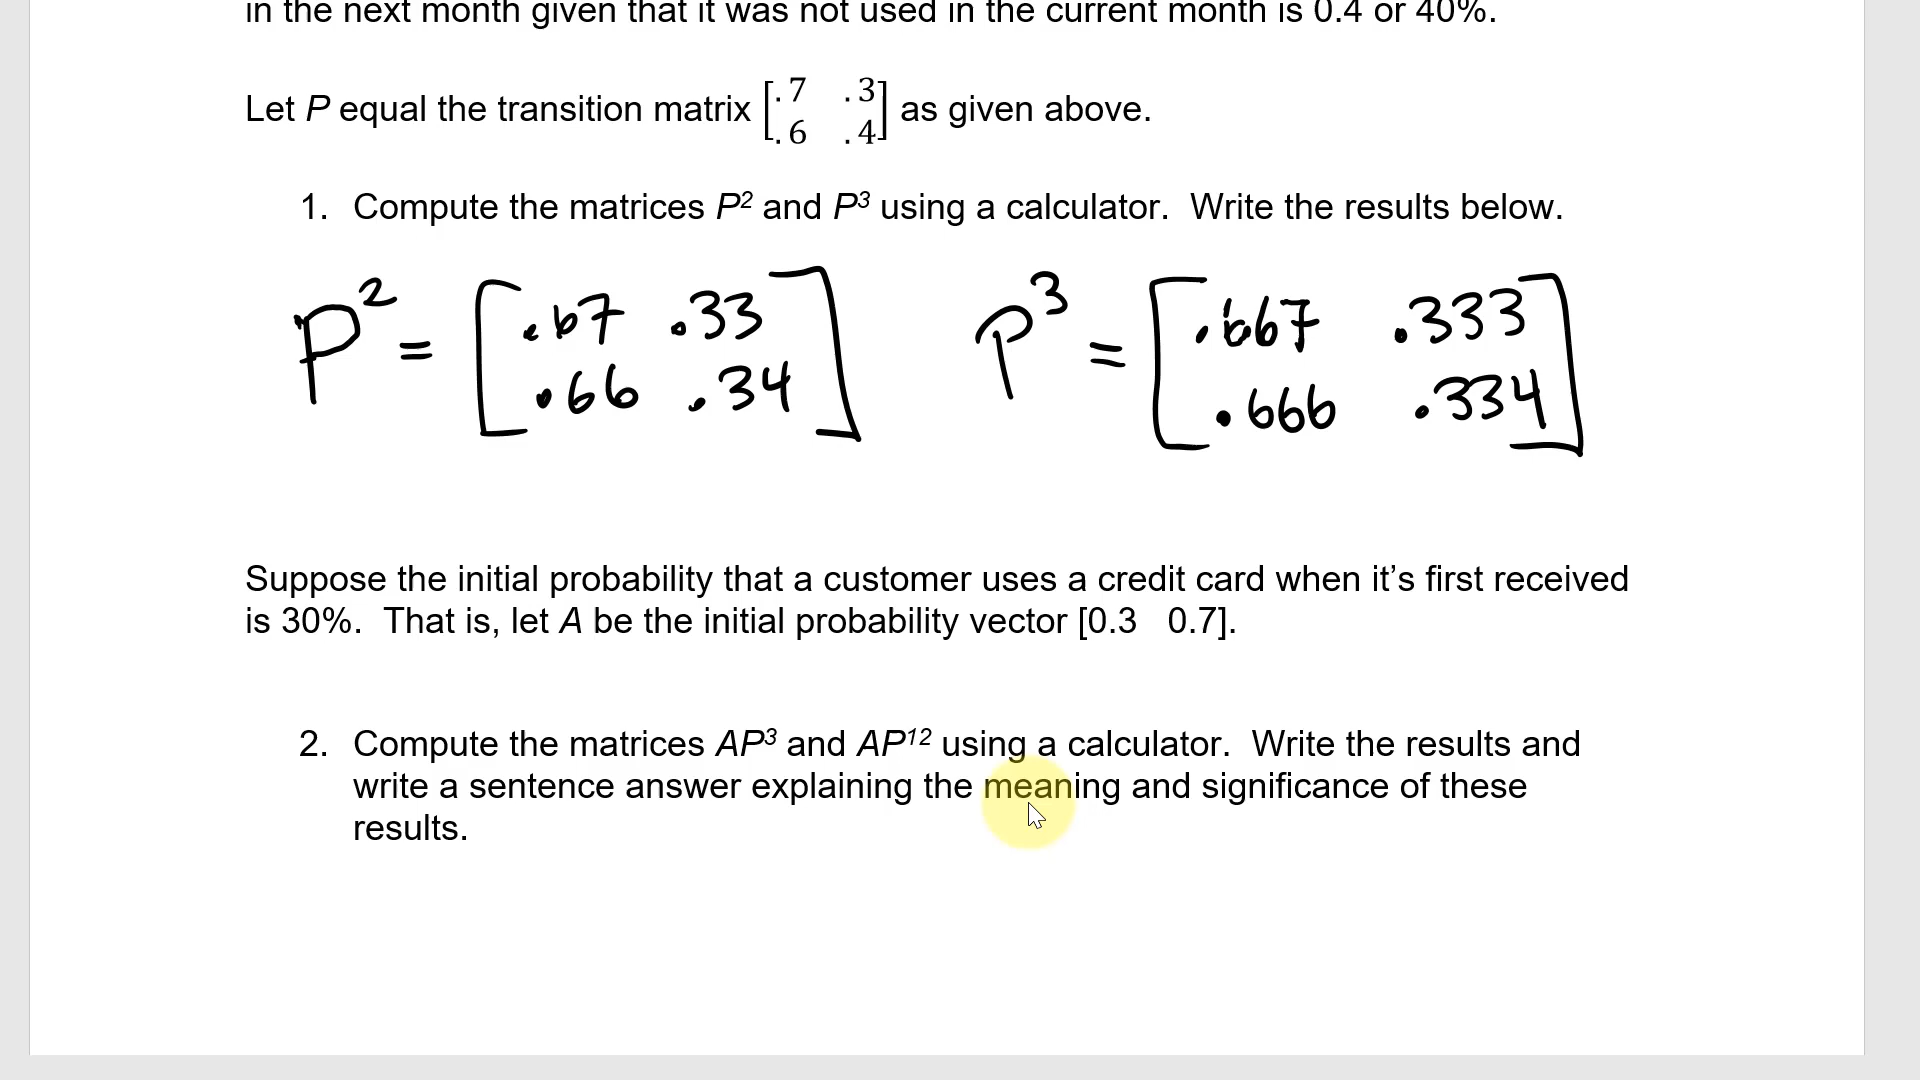 in the next month given that it was not used in the current month is 0.4 or 40%.
Let P equal the transition matrix [.7 .3
.6 .4] as given above.
1. Compute the matrices P² and P³ using a calculator. Write the results below.
P² = [.67 .33
.66 .34]
P³ = [.667 .333
.666 .334]
Suppose the initial probability that a customer uses a credit card when it’s first received
is 30%. That is, let A be the initial probability vector [0.3 0.7].
2. Compute the matrices AP³ and AP¹² using a calculator. Write the results and
write a sentence answer explaining the meaning and significance of these
results.